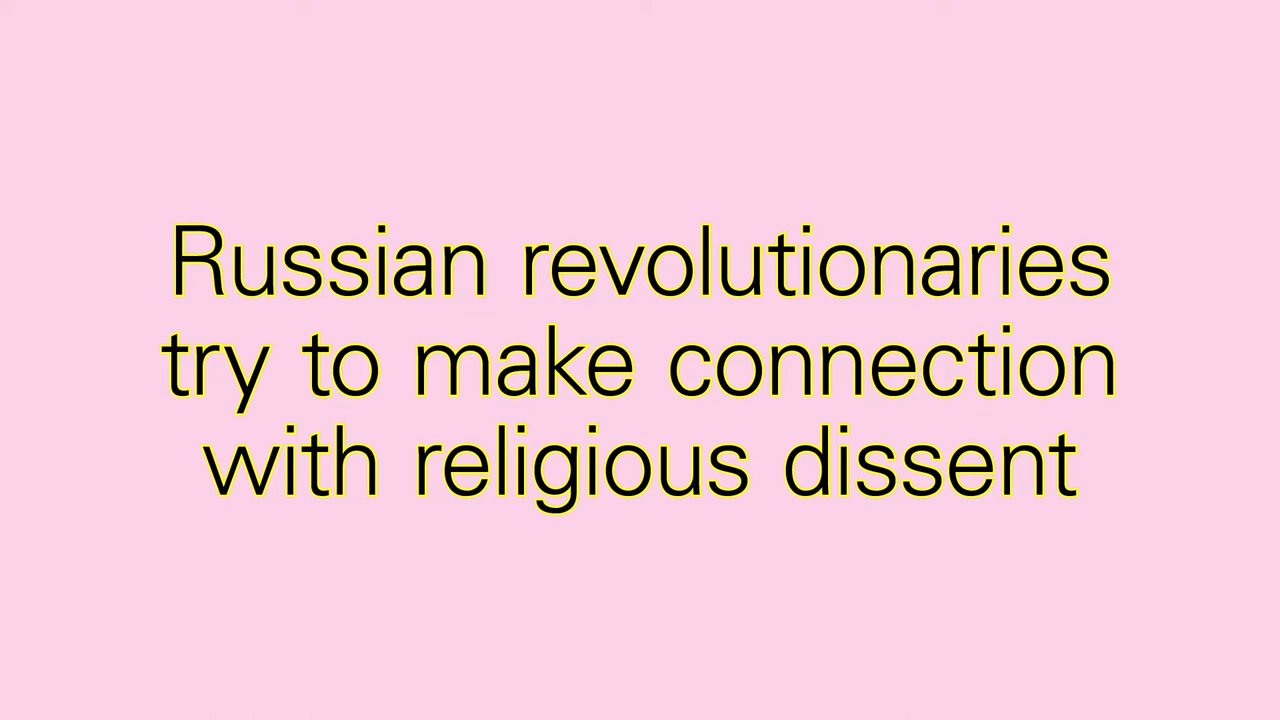 Russian revolutionaries
try to make connection
with religious dissent